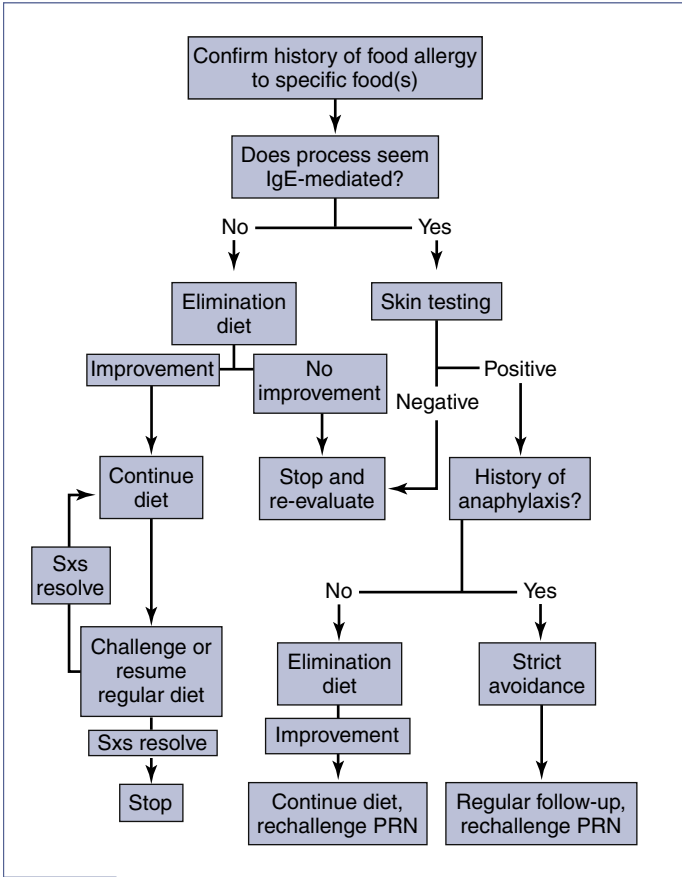 Confirm history of food allergy
to specific food(s)
Does process seem
IgE-mediated?
No
Yes
Elimination
diet
Skin testing
Improvement
No
improvement
Positive
Negative
Continue
diet
Stop and
re-evaluate
History of
anaphylaxis?
Sxs
resolve
No
Yes
Challenge or
resume
regular diet
Elimination
diet
Strict
avoidance
Sxs resolve
Improvement
Stop
Continue diet,
rechallenge PRN
Regular follow-up,
rechallenge PRN